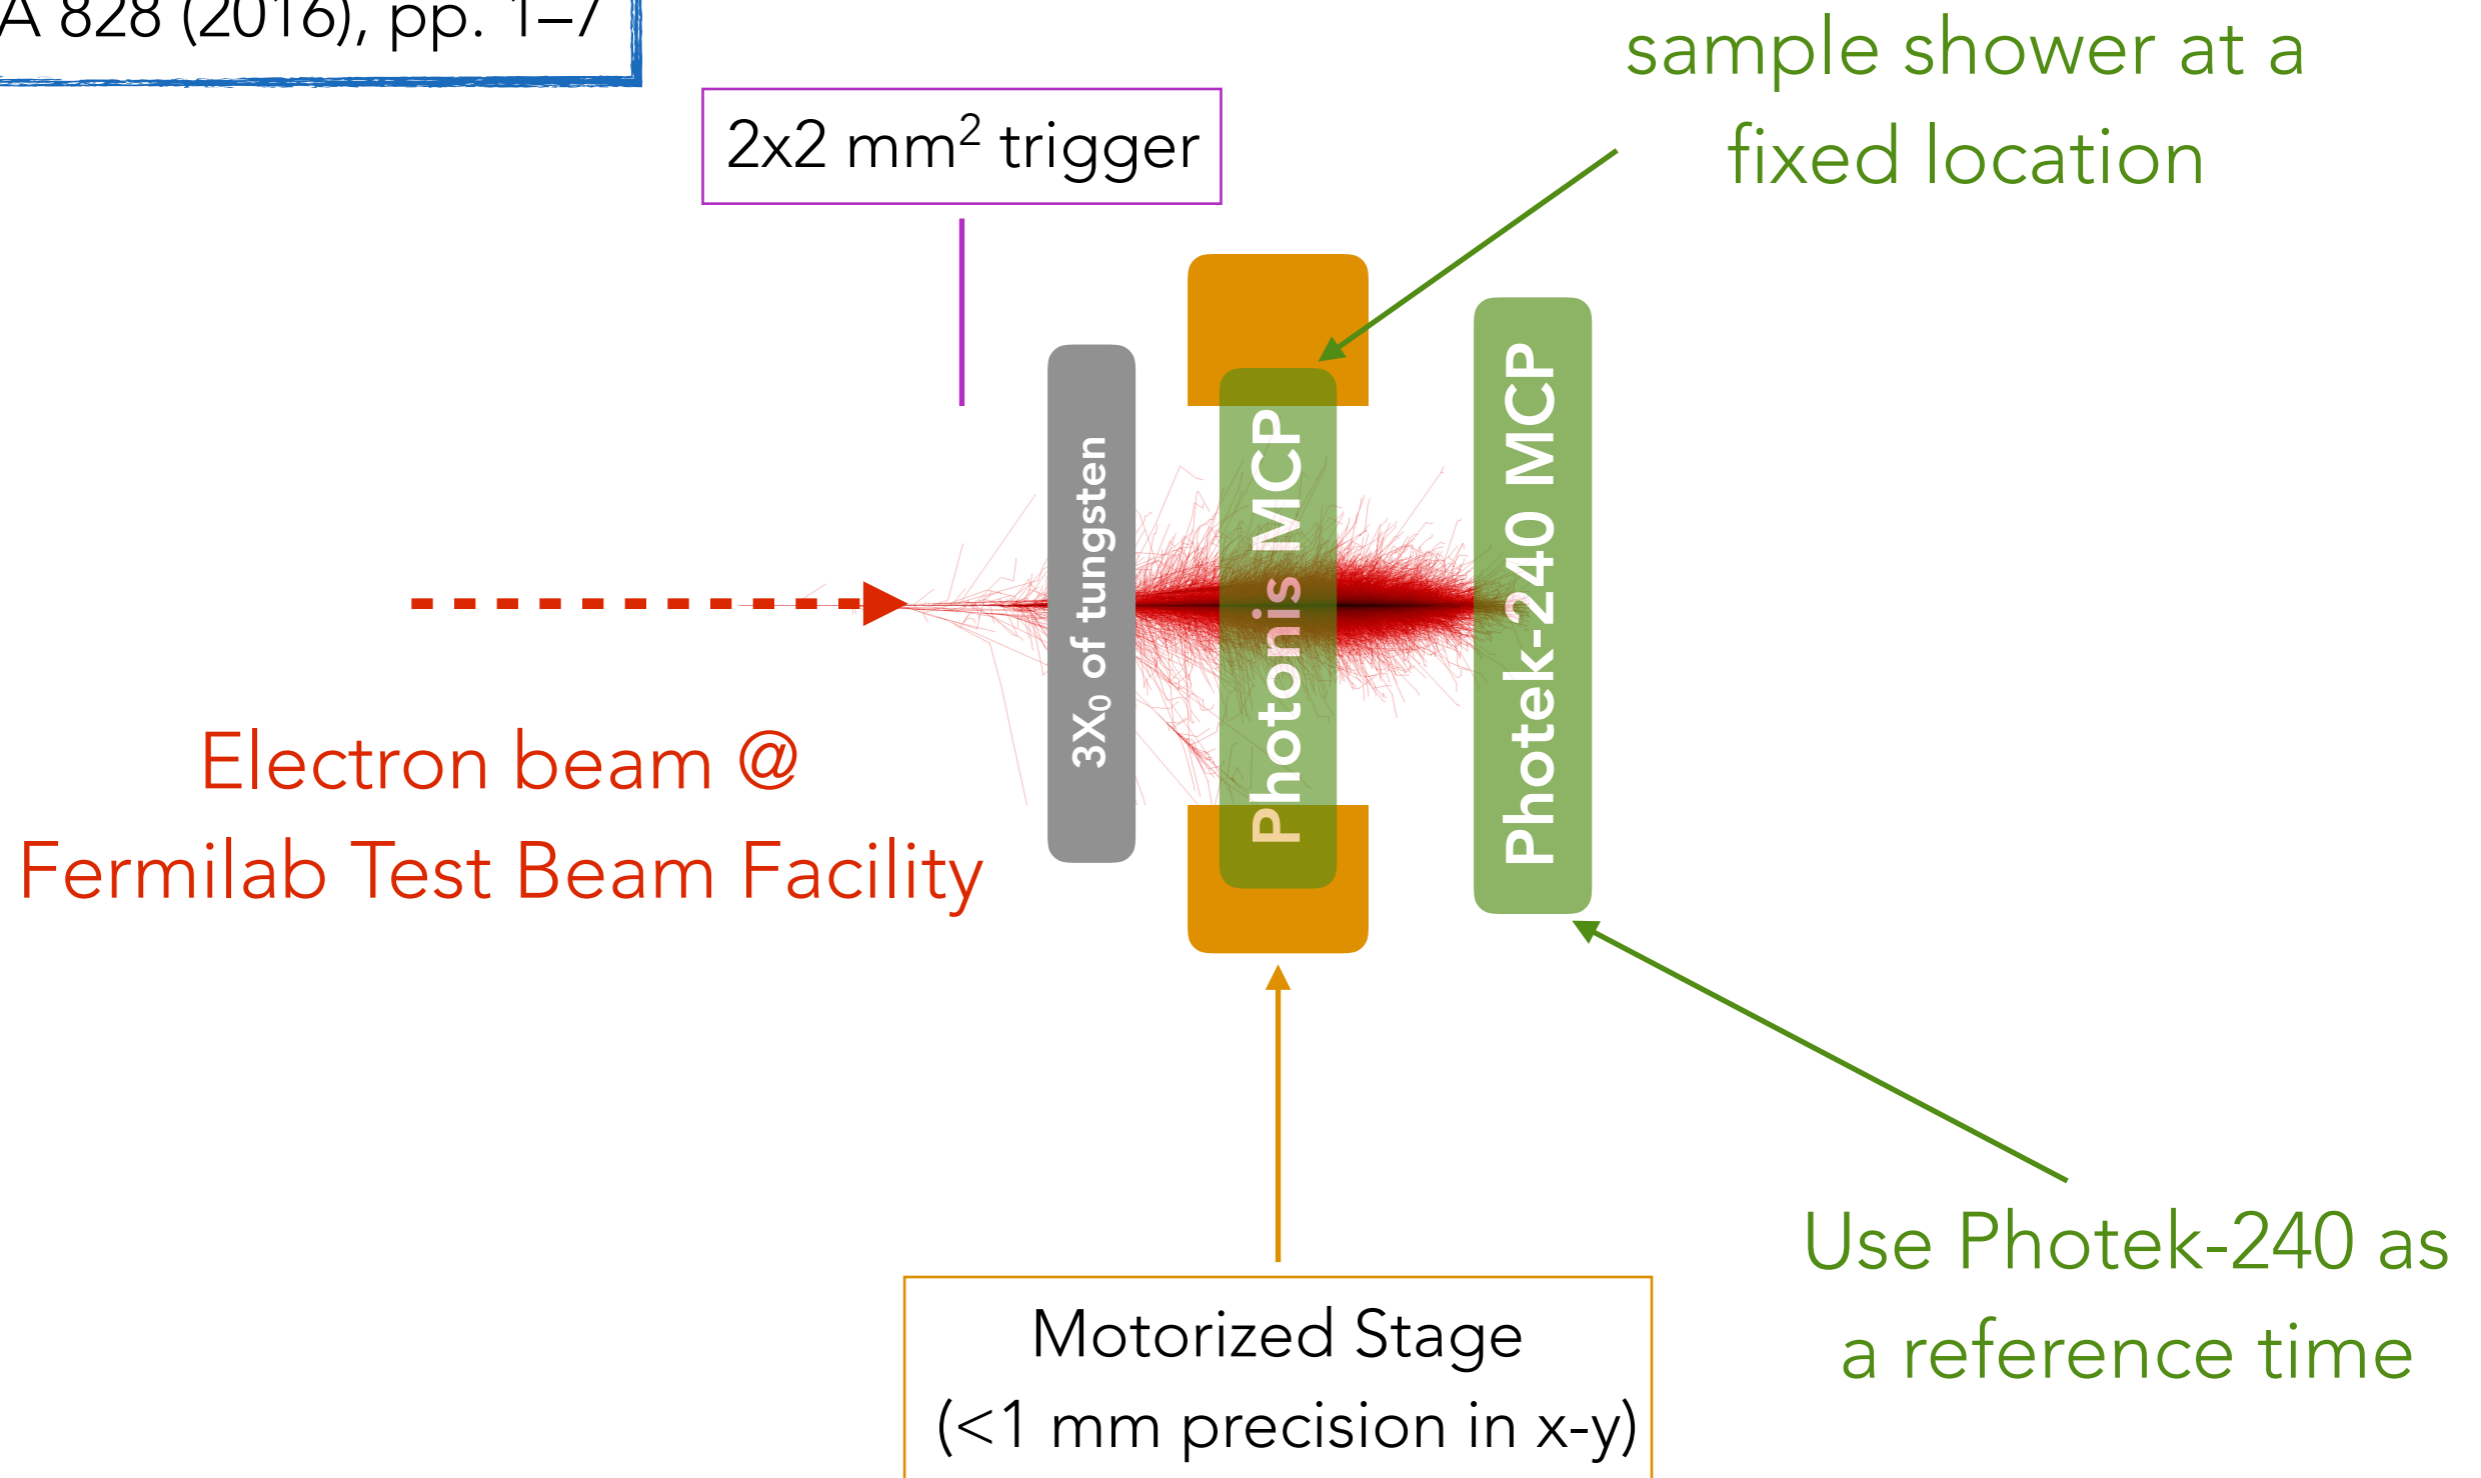 A 828 (2016), pp. 1–7
sample shower at a
fixed location
2x2 mm² trigger
3X₀ of tungsten
Photonis MCP
Photek-240 MCP
Electron beam @
Fermilab Test Beam Facility
Use Photek-240 as
a reference time
Motorized Stage
(<1 mm precision in x-y)